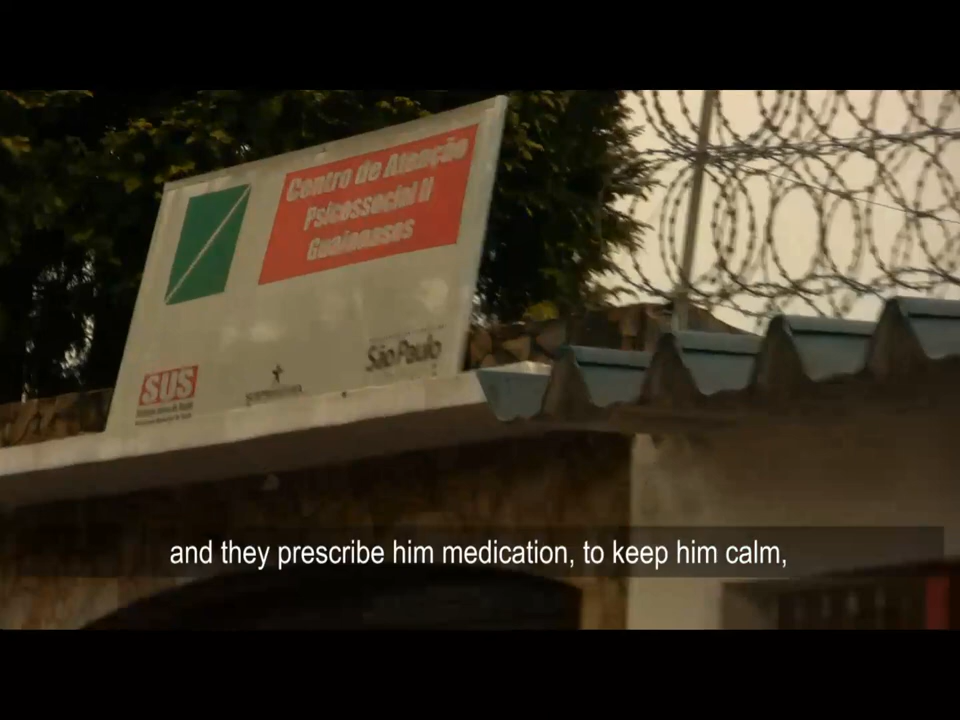 Centro de Atenção
Psicossocial II
Guaianases
São Paulo
SUS
and they prescribe him medication, to keep him calm,